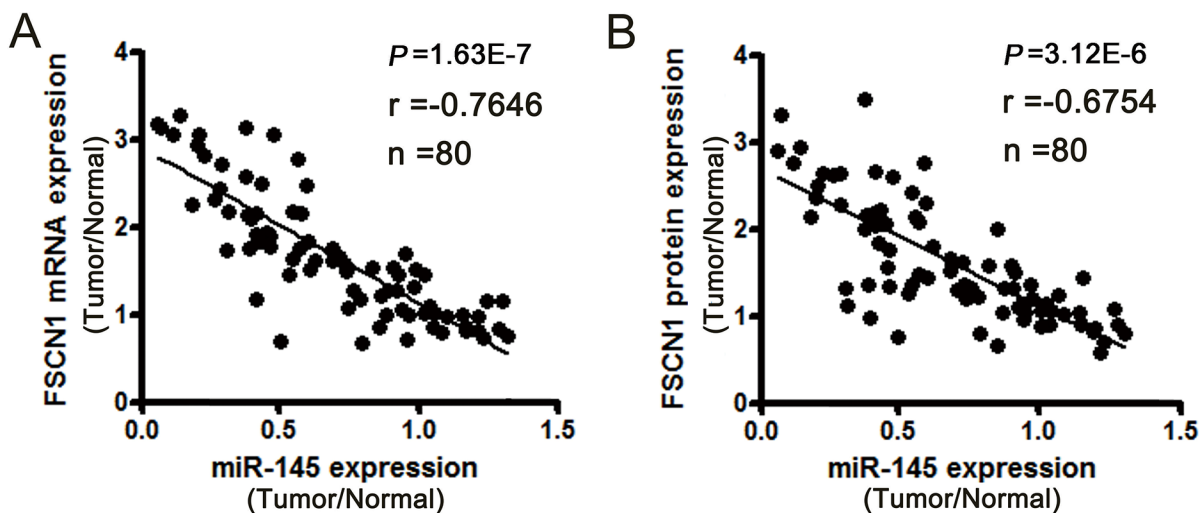 A
P=1.63E-7
r =-0.7646
n =80
FSCN1 mRNA expression
(Tumor/Normal)
4
3
2
1
0
0.0
0.5
1.0
1.5
miR-145 expression
(Tumor/Normal)
B
P=3.12E-6
r =-0.6754
n =80
FSCN1 protein expression
(Tumor/Normal)
4
3
2
1
0
0.0
0.5
1.0
1.5
miR-145 expression
(Tumor/Normal)